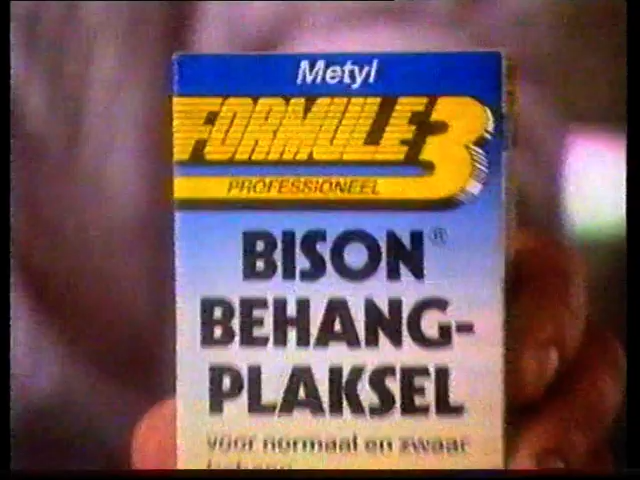 Metyl
FORMULE 3
PROFESSIONEEL
BISON®
BEHANG-
PLAKSEL
voor normaal en zwaar